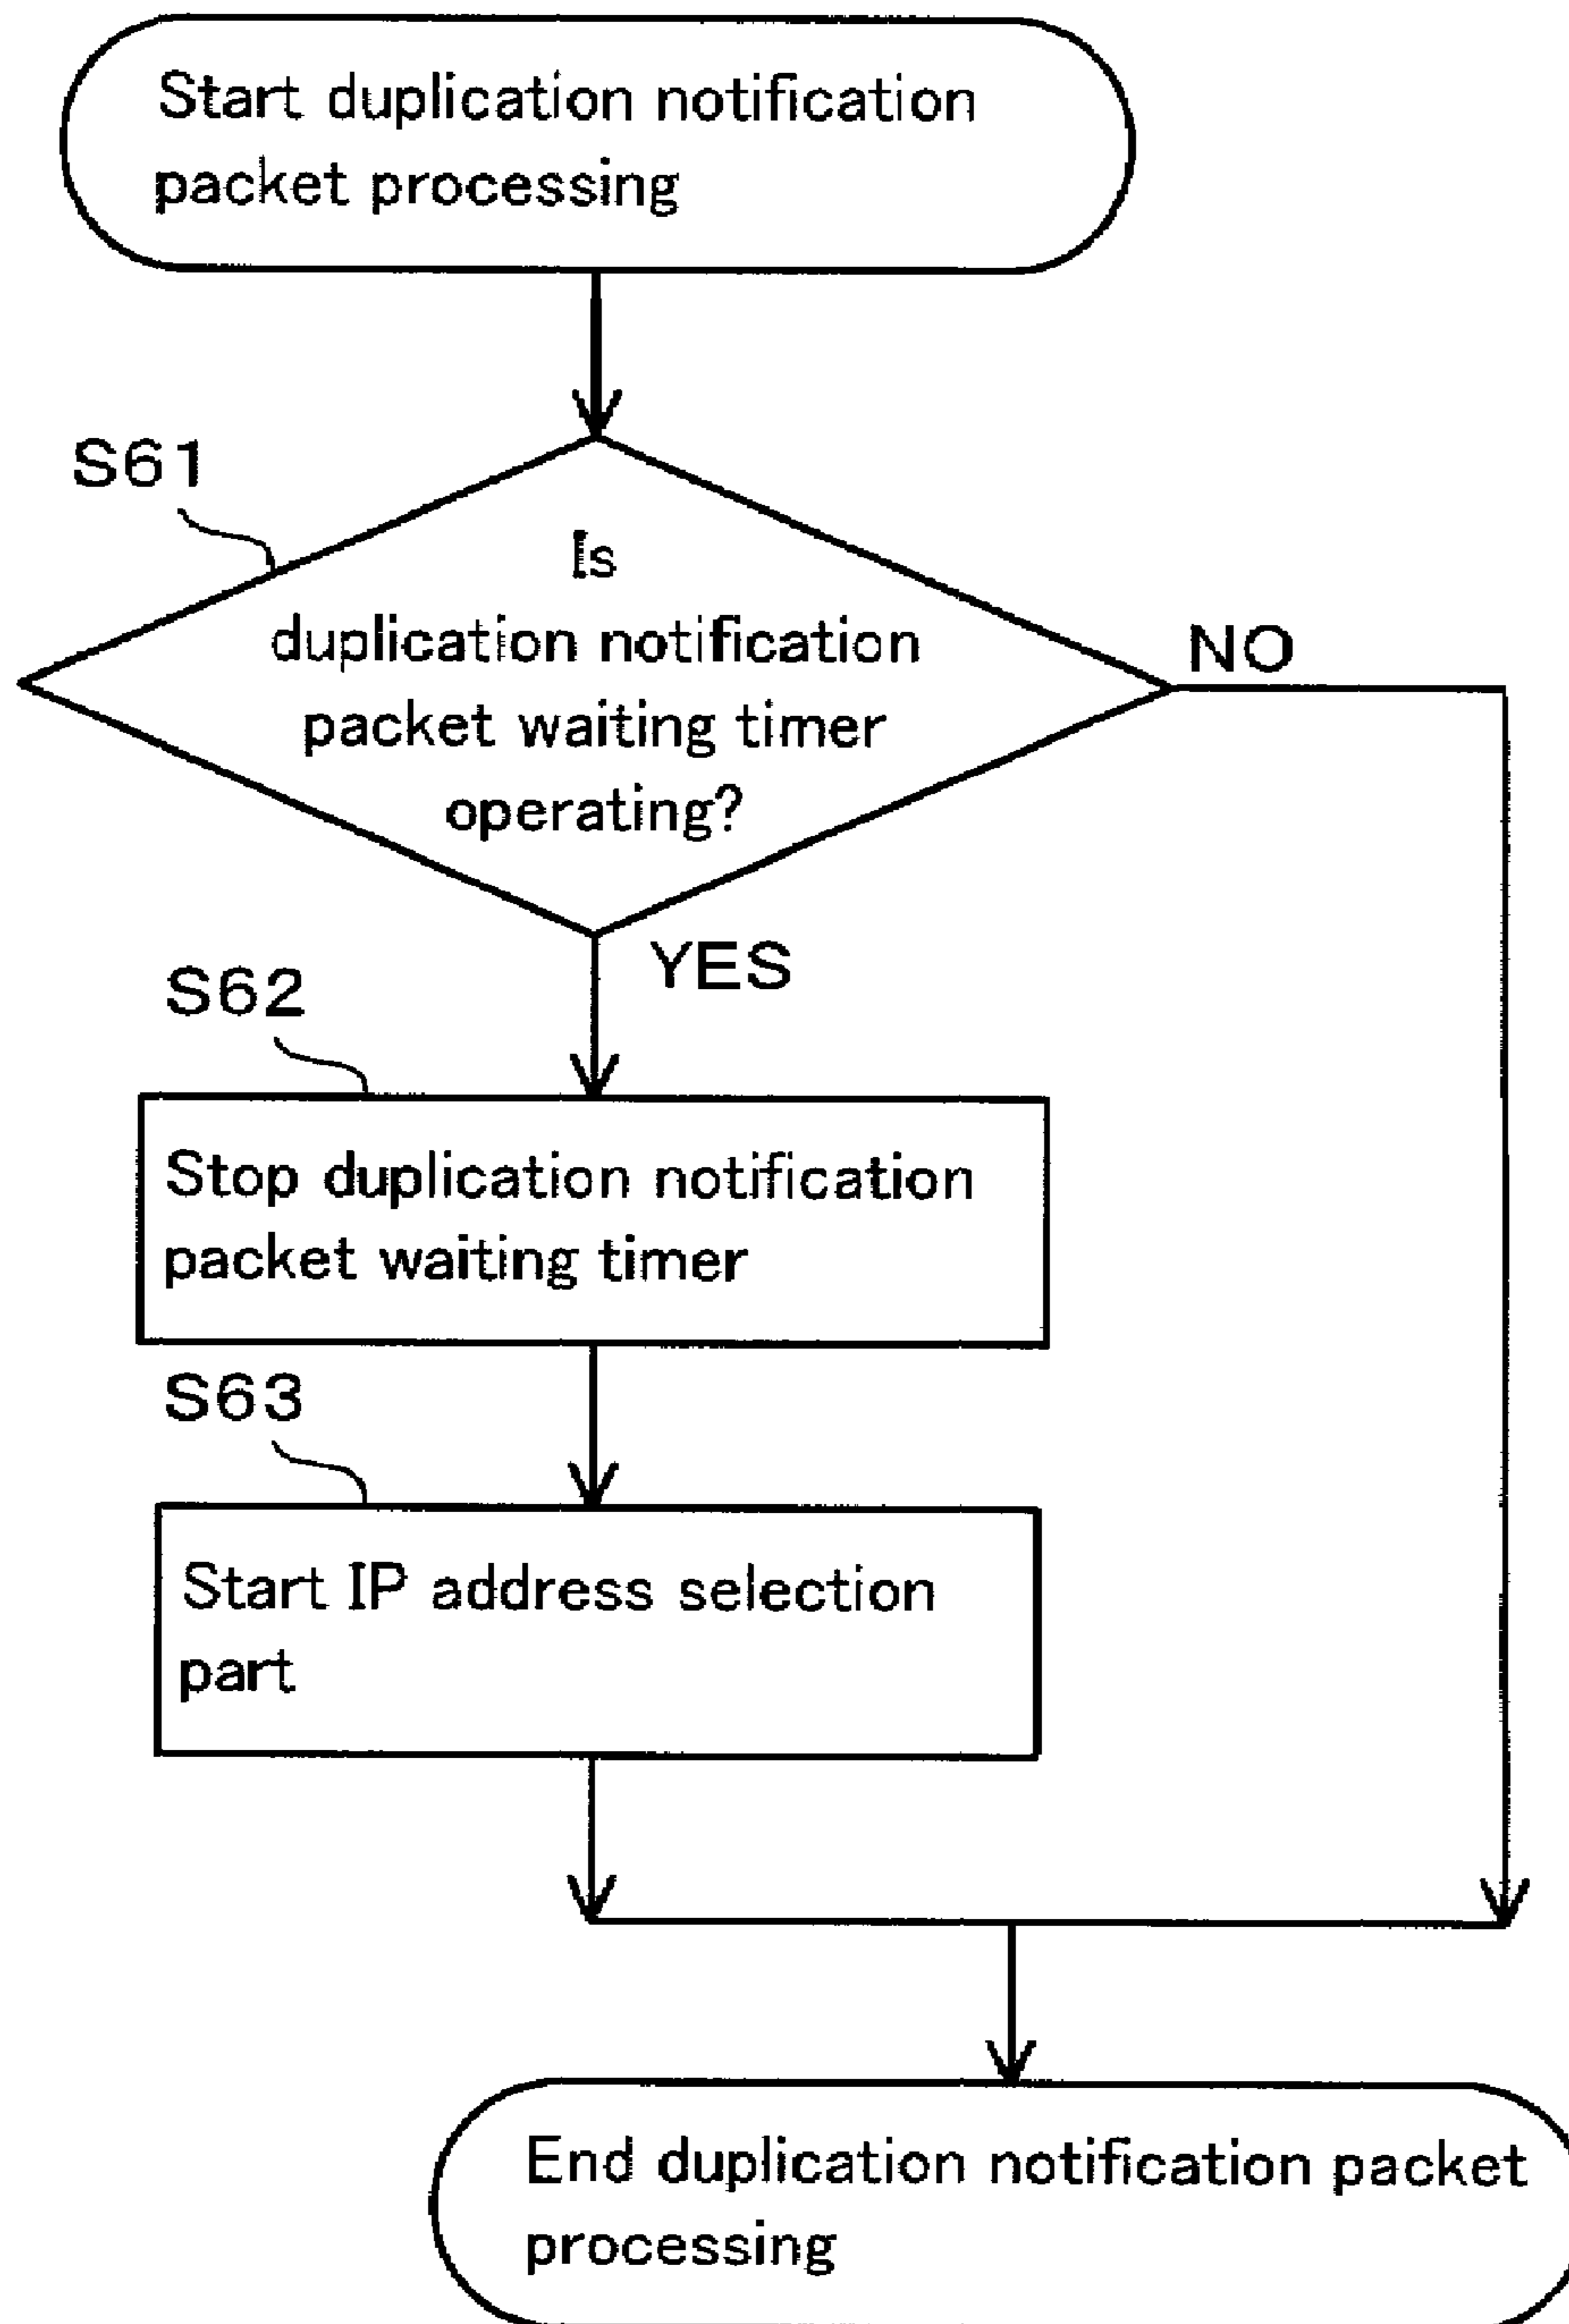 Start duplication notification
packet processing
S61
Is
duplication notification
packet waiting timer
operating?
NO
YES
S62
Stop duplication notification
packet waiting timer
S63
Start IP address selection
part
End duplication notification packet
processing